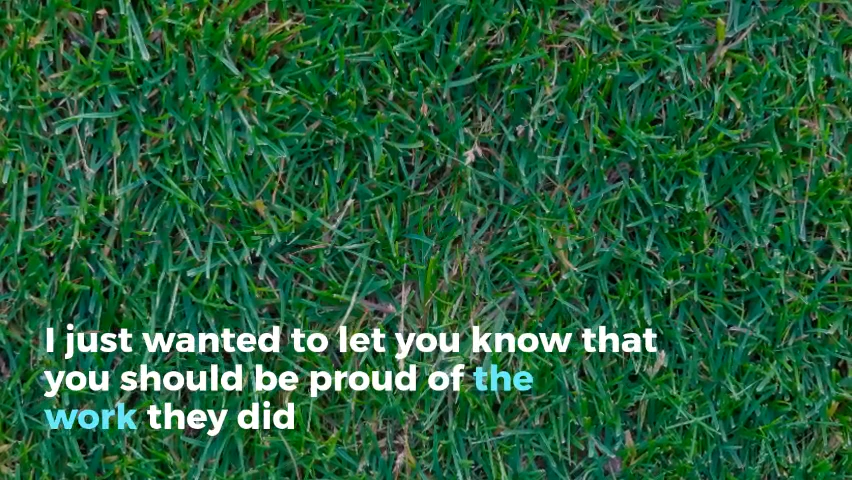 I just wanted to let you know that
you should be proud of the
work they did